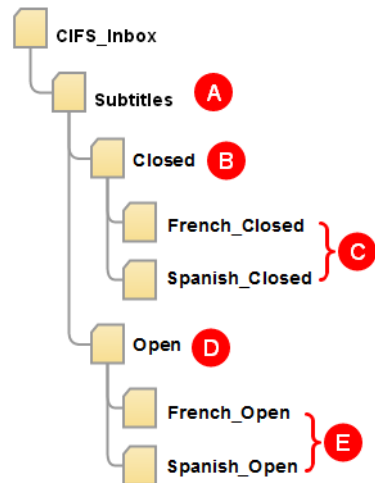 CIFS_Inbox
Subtitles A
Closed B
French_Closed
C
Spanish_Closed
Open D
French_Open
E
Spanish_Open